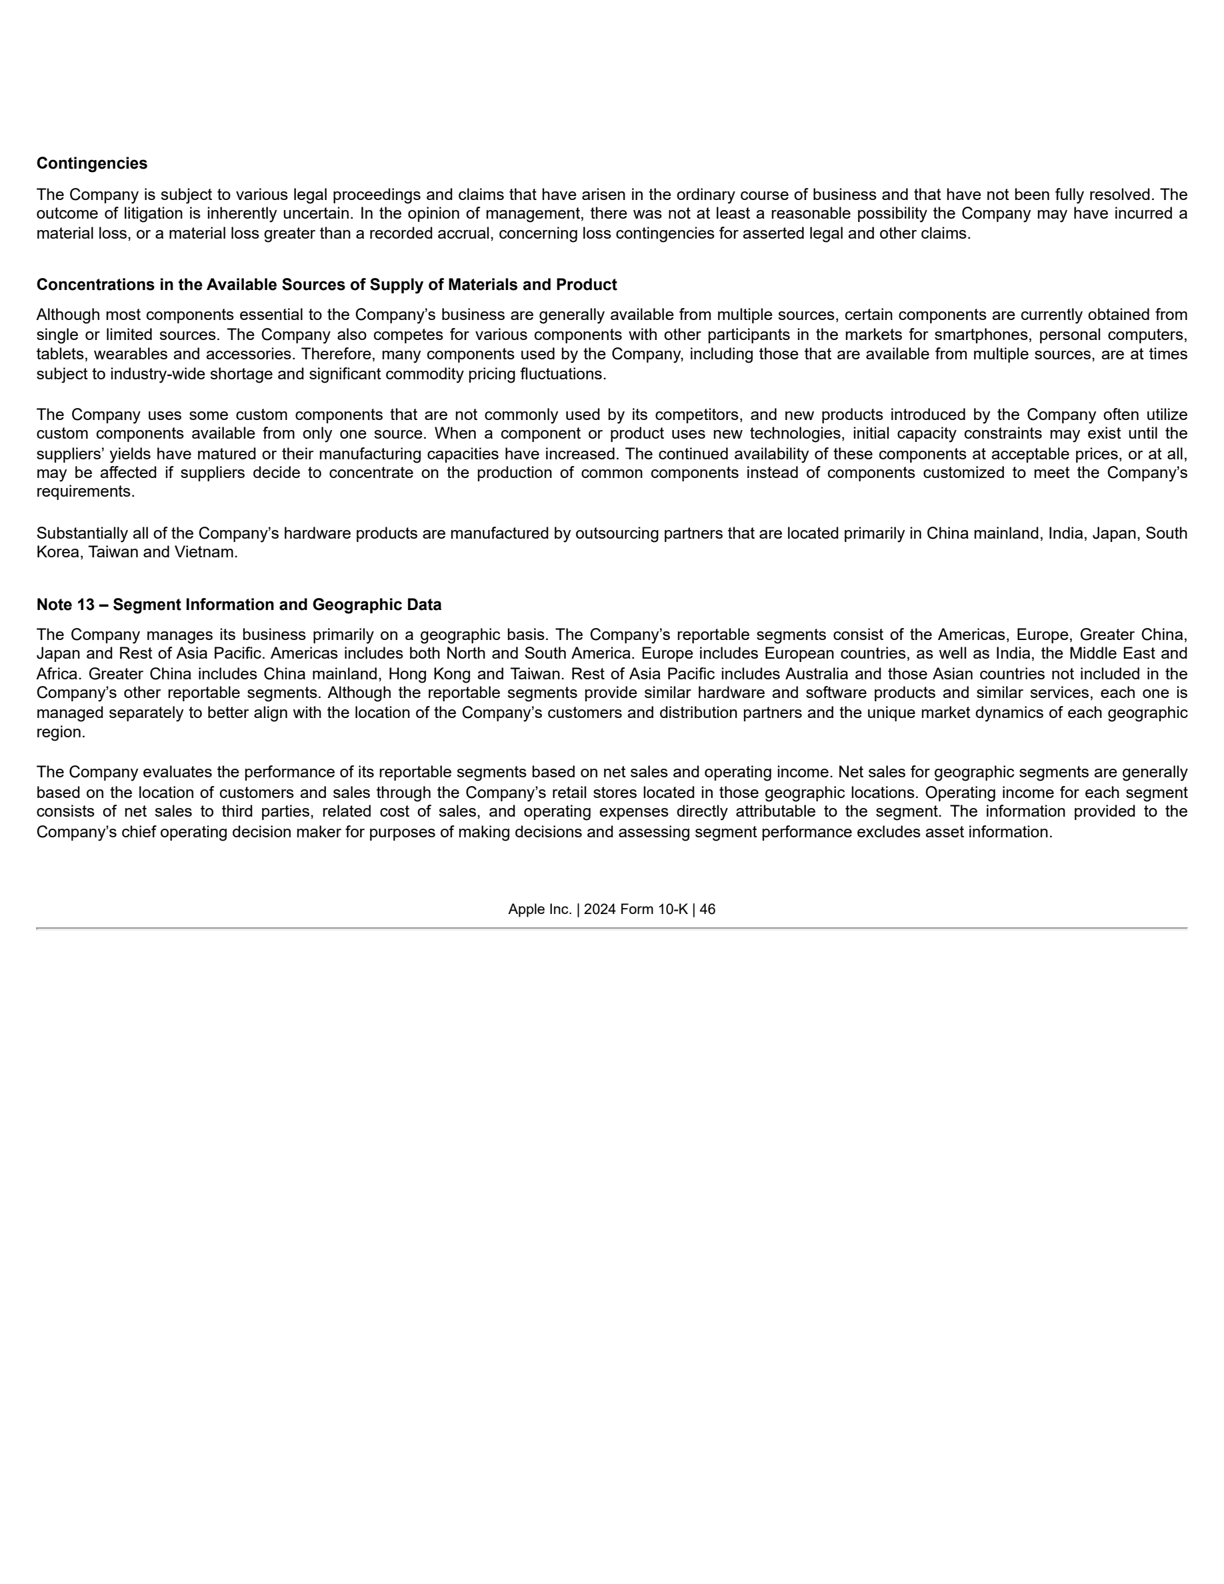 Contingencies
The Company is subject to various legal proceedings and claims that have arisen in the ordinary course of business and that have not been fully resolved. The
outcome of litigation is inherently uncertain. In the opinion of management, there was not at least a reasonable possibility the Company may have incurred a
material loss, or a material loss greater than a recorded accrual, concerning loss contingencies for asserted legal and other claims.
Concentrations in the Available Sources of Supply of Materials and Product
Although most components essential to the Company’s business are generally available from multiple sources, certain components are currently obtained from
single or limited sources. The Company also competes for various components with other participants in the markets for smartphones, personal computers,
tablets, wearables and accessories. Therefore, many components used by the Company, including those that are available from multiple sources, are at times
subject to industry-wide shortage and significant commodity pricing fluctuations.
The Company uses some custom components that are not commonly used by its competitors, and new products introduced by the Company often utilize
custom components available from only one source. When a component or product uses new technologies, initial capacity constraints may exist until the
suppliers’ yields have matured or their manufacturing capacities have increased. The continued availability of these components at acceptable prices, or at all,
may be affected if suppliers decide to concentrate on the production of common components instead of components customized to meet the Company’s
requirements.
Substantially all of the Company’s hardware products are manufactured by outsourcing partners that are located primarily in China mainland, India, Japan, South
Korea, Taiwan and Vietnam.
Note 13 – Segment Information and Geographic Data
The Company manages its business primarily on a geographic basis. The Company’s reportable segments consist of the Americas, Europe, Greater China,
Japan and Rest of Asia Pacific. Americas includes both North and South America. Europe includes European countries, as well as India, the Middle East and
Africa. Greater China includes China mainland, Hong Kong and Taiwan. Rest of Asia Pacific includes Australia and those Asian countries not included in the
Company’s other reportable segments. Although the reportable segments provide similar hardware and software products and similar services, each one is
managed separately to better align with the location of the Company’s customers and distribution partners and the unique market dynamics of each geographic
region.
The Company evaluates the performance of its reportable segments based on net sales and operating income. Net sales for geographic segments are generally
based on the location of customers and sales through the Company’s retail stores located in those geographic locations. Operating income for each segment
consists of net sales to third parties, related cost of sales, and operating expenses directly attributable to the segment. The information provided to the
Company’s chief operating decision maker for purposes of making decisions and assessing segment performance excludes asset information.
Apple Inc. | 2024 Form 10-K | 46